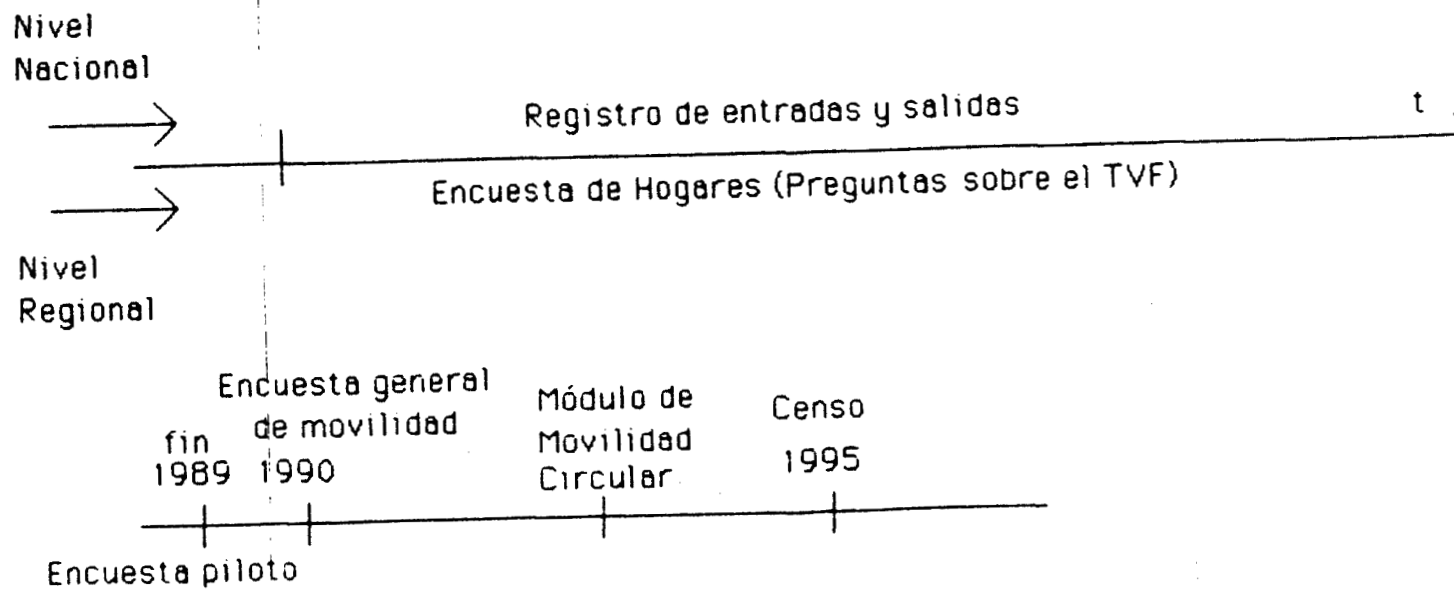 Nivel
Nacional
Registro de entradas y salidas
t
Encuesta de Hogares (Preguntas sobre el TVF)
Nivel
Regional
Encuesta general
de movilidad
fin
1989
1990
Módulo de
Movilidad
Circular
Censo
1995
Encuesta piloto